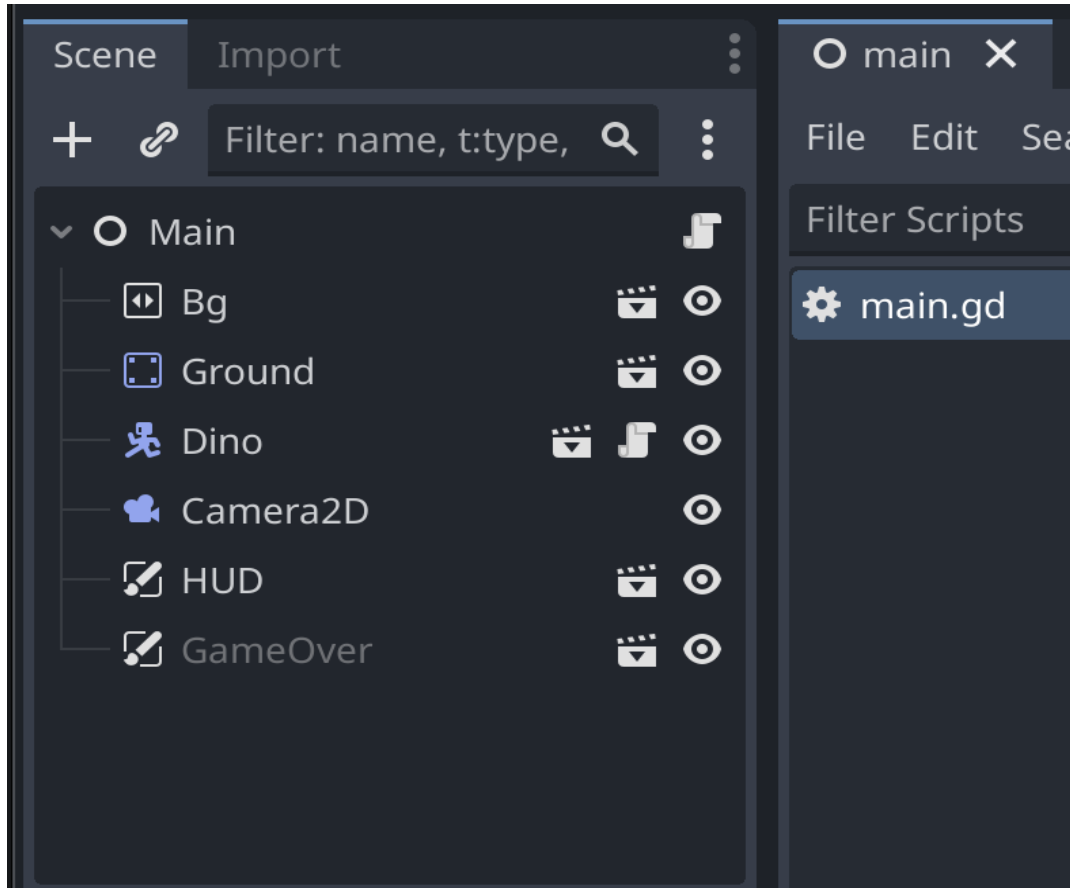 Scene Import
Filter: name, t:type,
Main
Bg
Ground
Dino
Camera2D
HUD
GameOver
main
File Edit Sea
Filter Scripts
main.gd